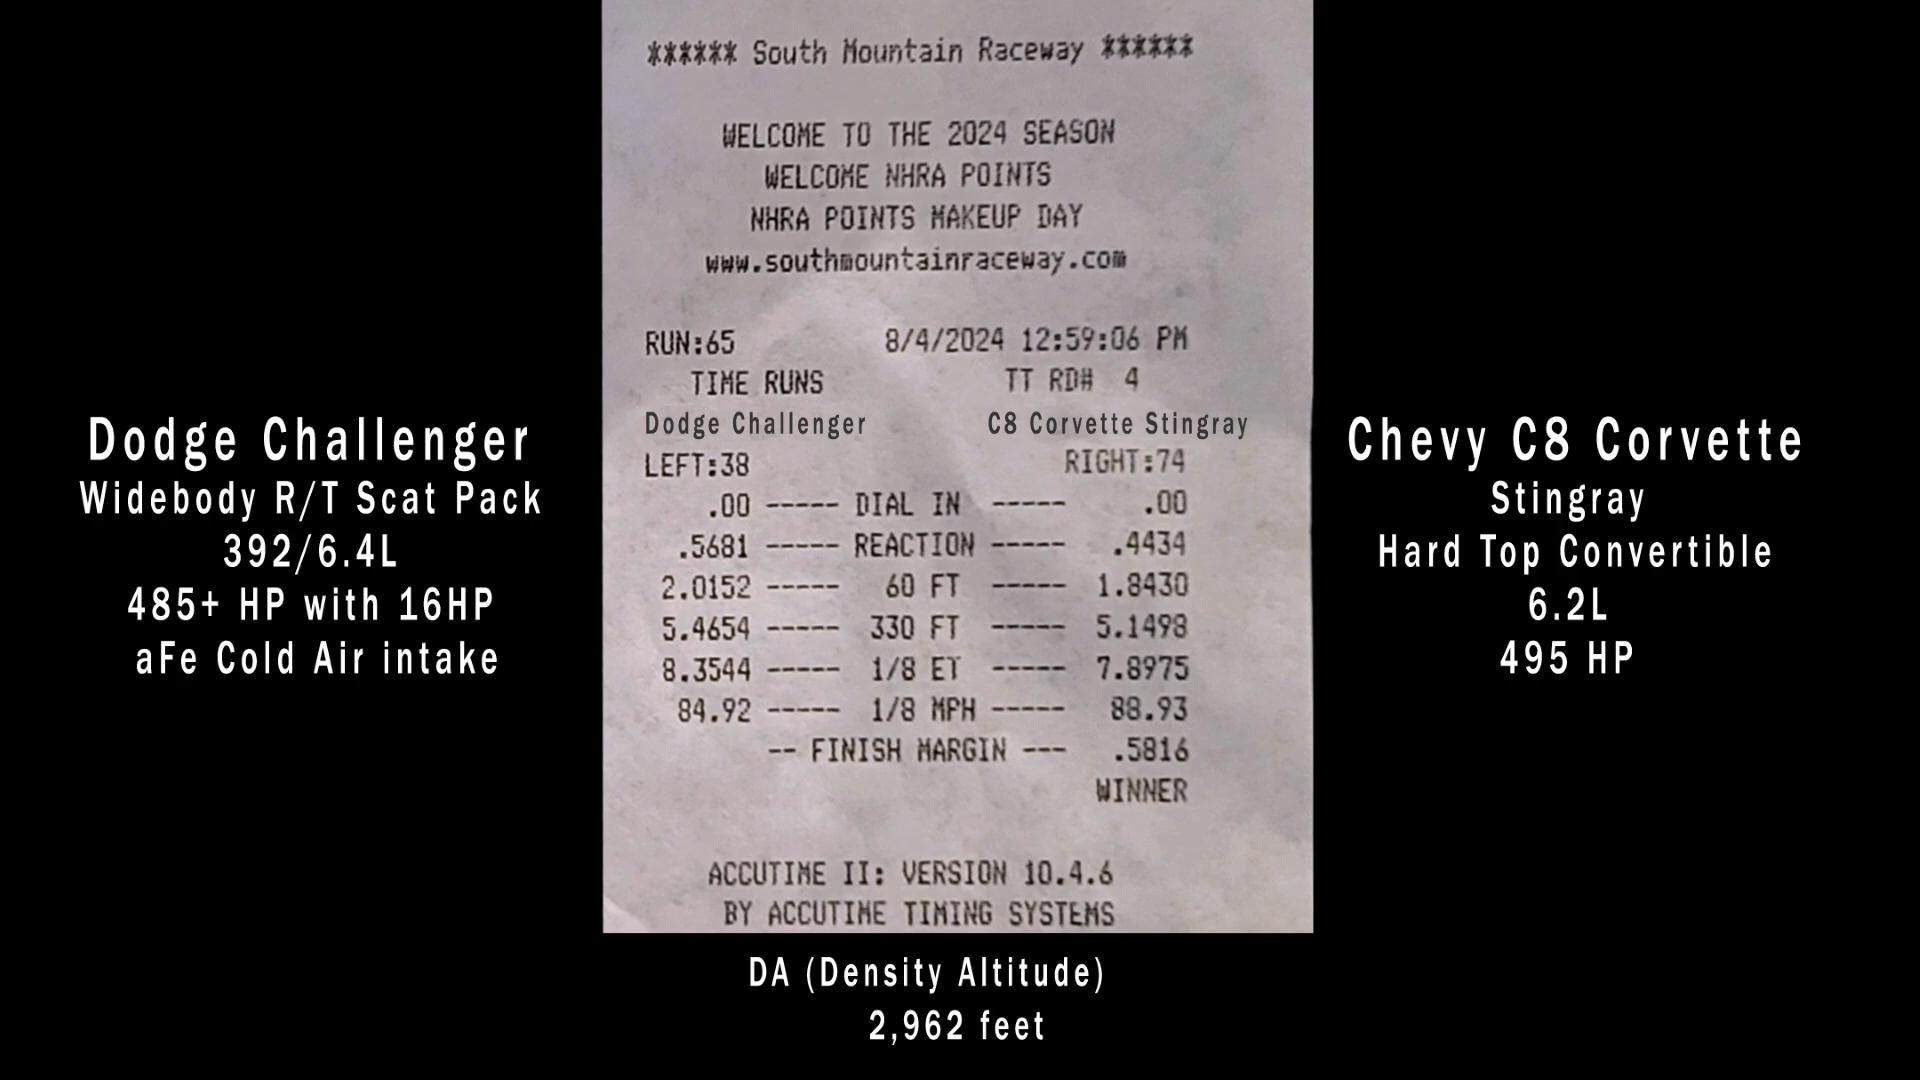 ****** South Mountain Raceway ******
WELCOME TO THE 2024 SEASON
WELCOME NHRA POINTS
NHRA POINTS MAKEUP DAY
www.southmountainraceway.com
RUN:65 8/4/2024 12:59:06 PM
TIME RUNS TT RD# 4
Dodge Challenger C8 Corvette Stingray
LEFT:38 RIGHT:74
.00 ----- DIAL IN ----- .00
.5681 ----- REACTION ----- .4434
2.0152 ----- 60 FT ----- 1.8430
5.4654 ----- 330 FT ----- 5.1498
8.3544 ----- 1/8 ET ----- 7.8975
84.92 ----- 1/8 MPH ----- 88.93
-- FINISH MARGIN --- .5816
WINNER
ACCUTIME II: VERSION 10.4.6
BY ACCUTIME TIMING SYSTEMS
Dodge Challenger
Widebody R/T Scat Pack
392/6.4L
485+ HP with 16HP
aFe Cold Air intake
Chevy C8 Corvette
Stingray
Hard Top Convertible
6.2L
495 HP
DA (Density Altitude)
2,962 feet